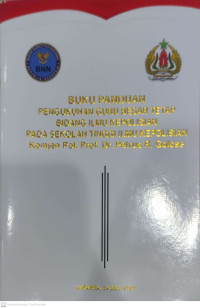 BNN
BUKU PANDUAN
PENGUKUHAN GURU BESAR TETAP
BIDANG ILMU KEPOLISIAN
PADA SEKOLAH TINGGI ILMU KEPOLISIAN
Komjen Pol. Prof. Dr. Petrus R. Golose